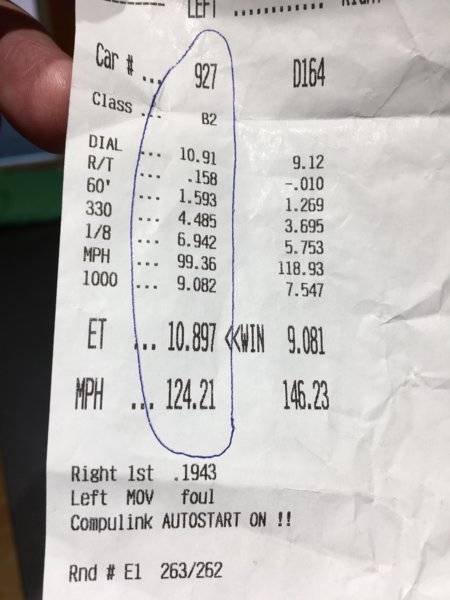 LEFT ............ Right
Car # ... 927 D164
Class ... B2
DIAL ... 10.91 9.12
R/T ... .158 -.010
60' ... 1.593 1.269
330 ... 4.485 3.695
1/8 ... 6.942 5.753
MPH ... 99.36 118.93
1000 ... 9.082 7.547
ET ... 10.897 <<WIN 9.081
MPH ... 124.21 146.23
Right 1st .1943
Left MOV foul
Compulink AUTOSTART ON !!
Rnd # E1 263/262